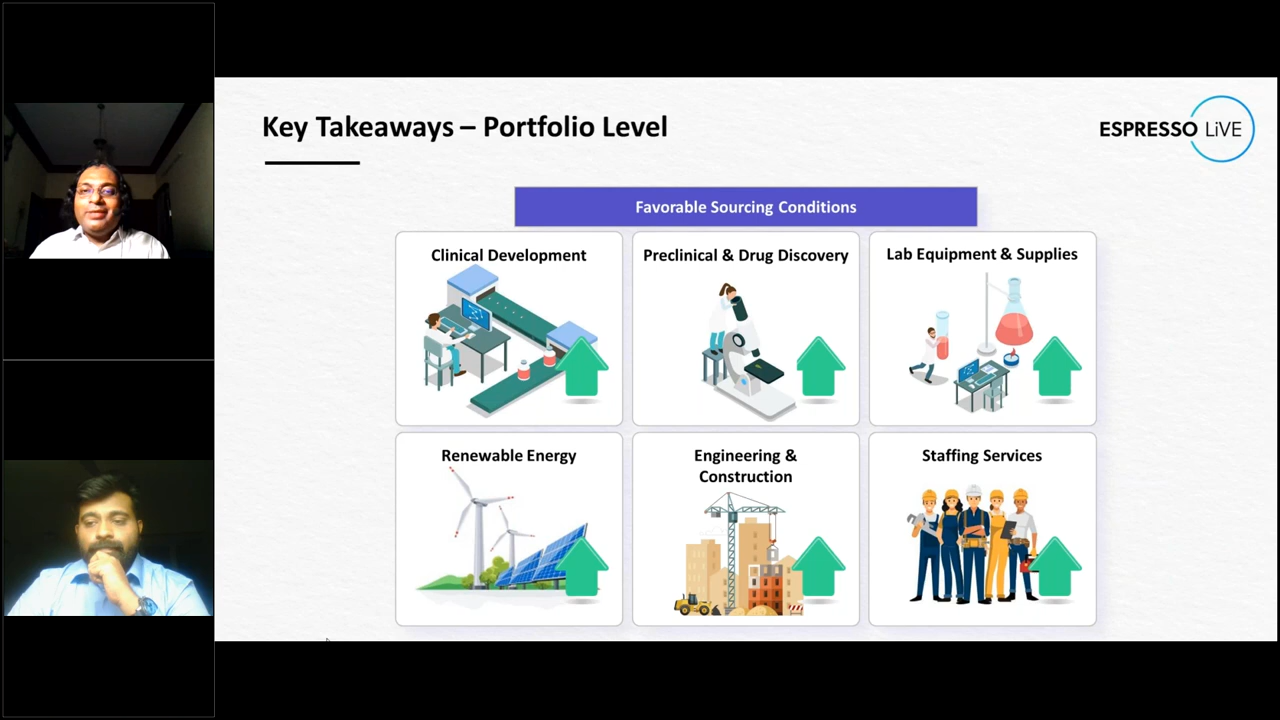 Key Takeaways – Portfolio Level
ESPRESSO LiVE
Favorable Sourcing Conditions
Clinical Development
Preclinical & Drug Discovery
Lab Equipment & Supplies
Renewable Energy
Engineering &
Construction
Staffing Services